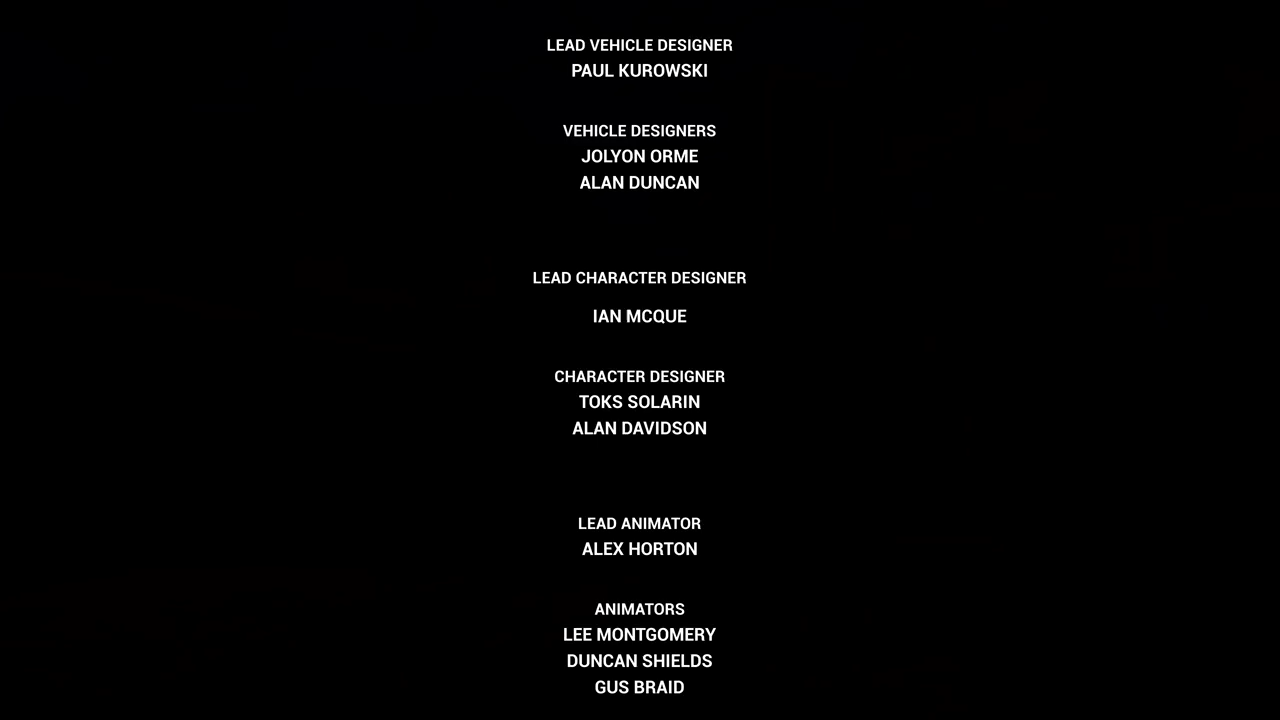 LEAD VEHICLE DESIGNER
PAUL KUROWSKI
VEHICLE DESIGNERS
JOLYON ORME
ALAN DUNCAN
LEAD CHARACTER DESIGNER
IAN MCQUE
CHARACTER DESIGNER
TOKS SOLARIN
ALAN DAVIDSON
LEAD ANIMATOR
ALEX HORTON
ANIMATORS
LEE MONTGOMERY
DUNCAN SHIELDS
GUS BRAID